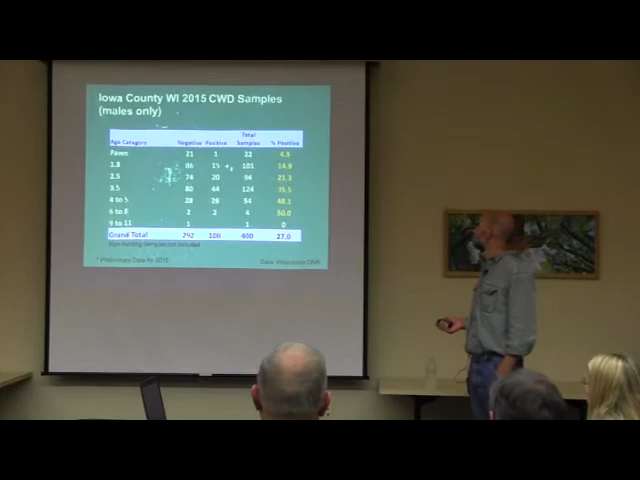 Iowa County WI 2015 CWD Samples
(males only)
Total
Age Category Negative Positive Samples % Positive
Fawn 21 1 22 4.5
1.5 86 15 101 14.9
2.5 74 20 94 21.3
3.5 80 44 124 35.5
4 to 5 28 26 54 48.1
6 to 8 2 2 4 50.0
9 to 11 1 1 0
Grand Total 292 108 400 27.0
Non-hunting samples not included
* Preliminary Data for 2015 Data: Wisconsin DNR